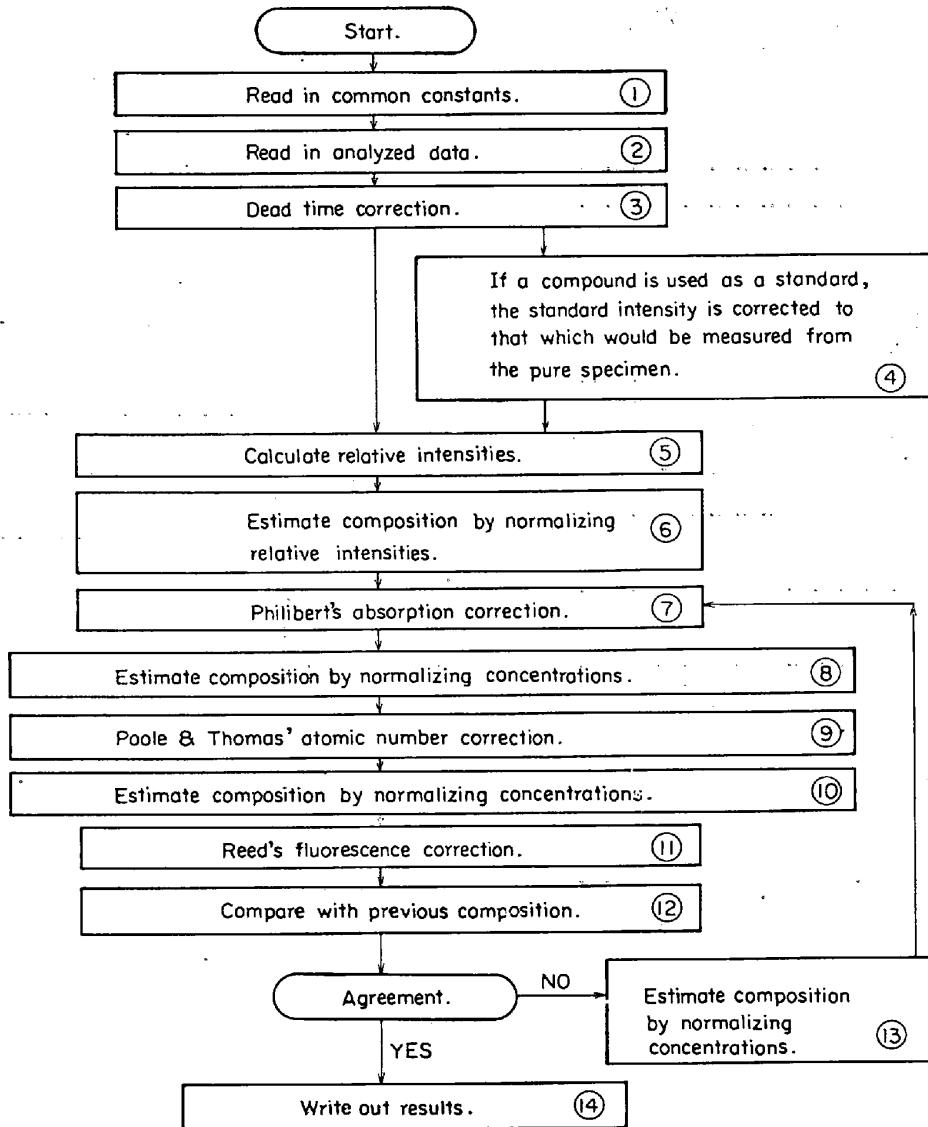 Start.
Read in common constants. ①
Read in analyzed data. ②
Dead time correction. ③
If a compound is used as a standard,
the standard intensity is corrected to
that which would be measured from
the pure specimen. ④
Calculate relative intensities. ⑤
Estimate composition by normalizing
relative intensities. ⑥
Philibert's absorption correction. ⑦
Estimate composition by normalizing concentrations. ⑧
Poole & Thomas' atomic number correction. ⑨
Estimate composition by normalizing concentrations. ⑩
Reed's fluorescence correction. ⑪
Compare with previous composition. ⑫
Agreement.
NO
Estimate composition
by normalizing
concentrations. ⑬
YES
Write out results. ⑭